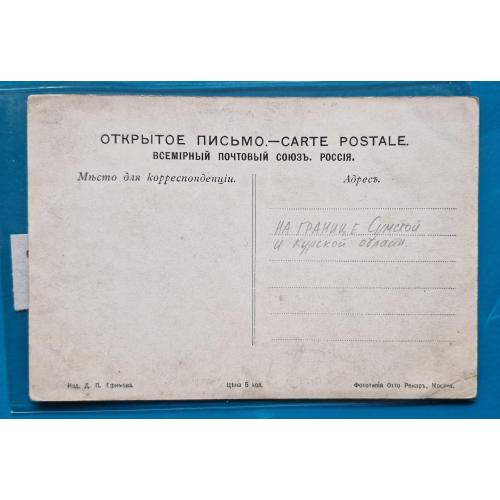 ОТКРЫТОЕ ПИСЬМО.—CARTE POSTALE.
ВСЕМІРНЫЙ ПОЧТОВЫЙ СОЮЗЪ. РОССІЯ.
Мѣсто для корреспонденціи.
Адресъ.
НА ГРАНИЦЕ Сумской
и Курской области.
Изд. Д. П. Ефимова.
Цѣна 5 коп.
Фототипія Отто Ренаръ, Москва.